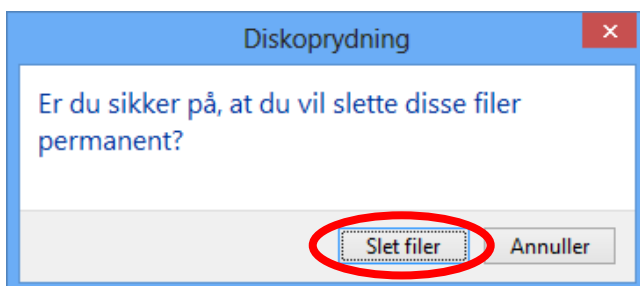 Diskoprydning
Er du sikker på, at du vil slette disse filer
permanent?
Slet filer
Annuller